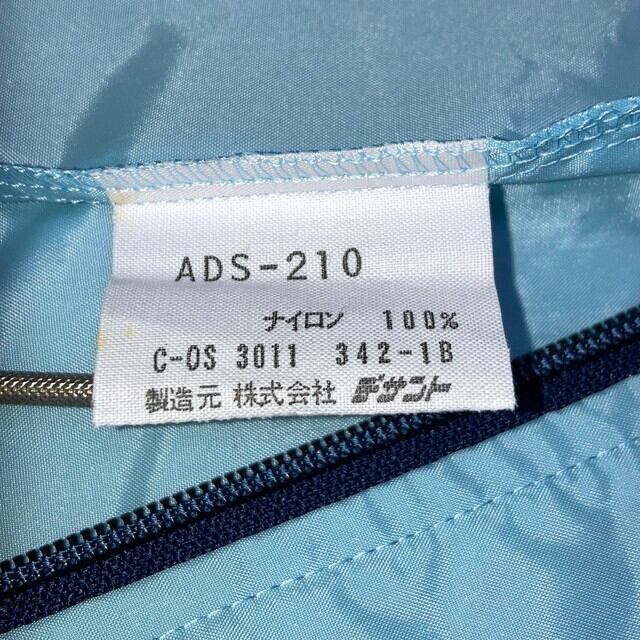 ADS-210
ナイロン 100%
C-OS 3011 342-1B
製造元 株式会社 デサント